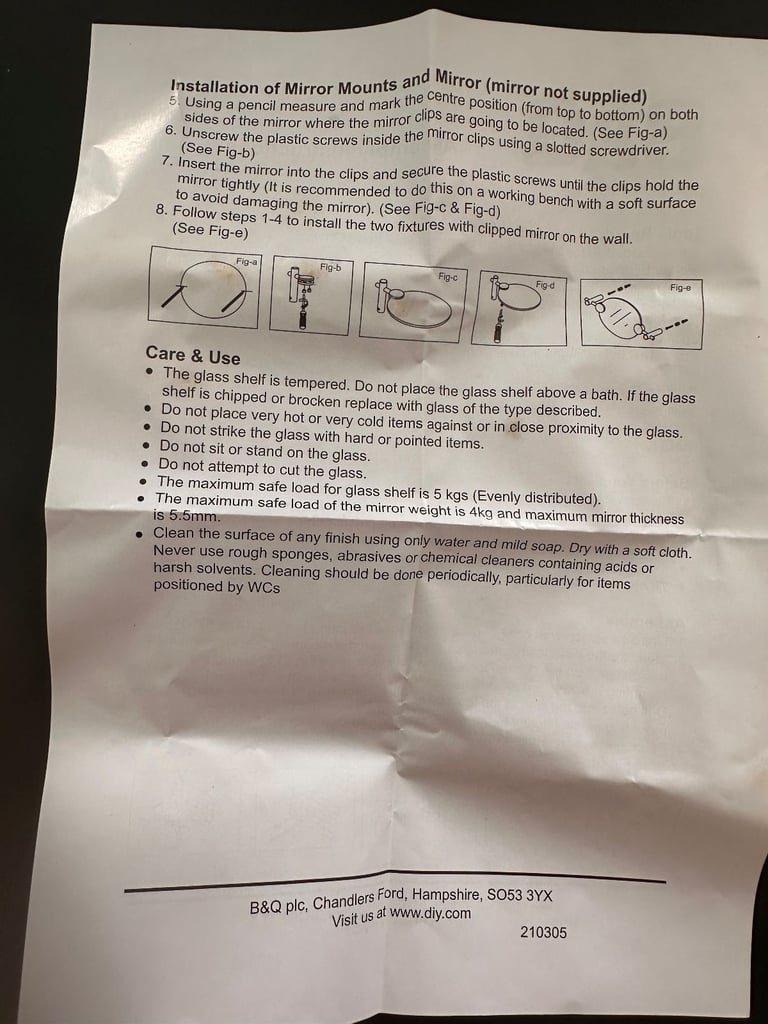 Installation of Mirror Mounts and Mirror (mirror not supplied)
5. Using a pencil measure and mark the centre position (from top to bottom) on both
sides of the mirror where the mirror clips are going to be located. (See Fig-a)
6. Unscrew the plastic screws inside the mirror clips using a slotted screwdriver.
(See Fig-b)
7. Insert the mirror into the clips and secure the plastic screws until the clips hold the
mirror tightly (It is recommended to do this on a working bench with a soft surface
to avoid damaging the mirror). (See Fig-c & Fig-d)
8. Follow steps 1-4 to install the two fixtures with clipped mirror on the wall.
(See Fig-e)
Fig-a
Fig-b
Fig-c
Fig-d
Fig-e
Care & Use
• The glass shelf is tempered. Do not place the glass shelf above a bath. If the glass
shelf is chipped or brocken replace with glass of the type described.
• Do not place very hot or very cold items against or in close proximity to the glass.
• Do not strike the glass with hard or pointed items.
• Do not sit or stand on the glass.
• Do not attempt to cut the glass.
• The maximum safe load for glass shelf is 5 kgs (Evenly distributed).
• The maximum safe load of the mirror weight is 4kg and maximum mirror thickness
is 5.5mm.
• Clean the surface of any finish using only water and mild soap. Dry with a soft cloth.
Never use rough sponges, abrasives or chemical cleaners containing acids or
harsh solvents. Cleaning should be done periodically, particularly for items
positioned by WCs
B&Q plc, Chandlers Ford, Hampshire, SO53 3YX
Visit us at www.diy.com
210305